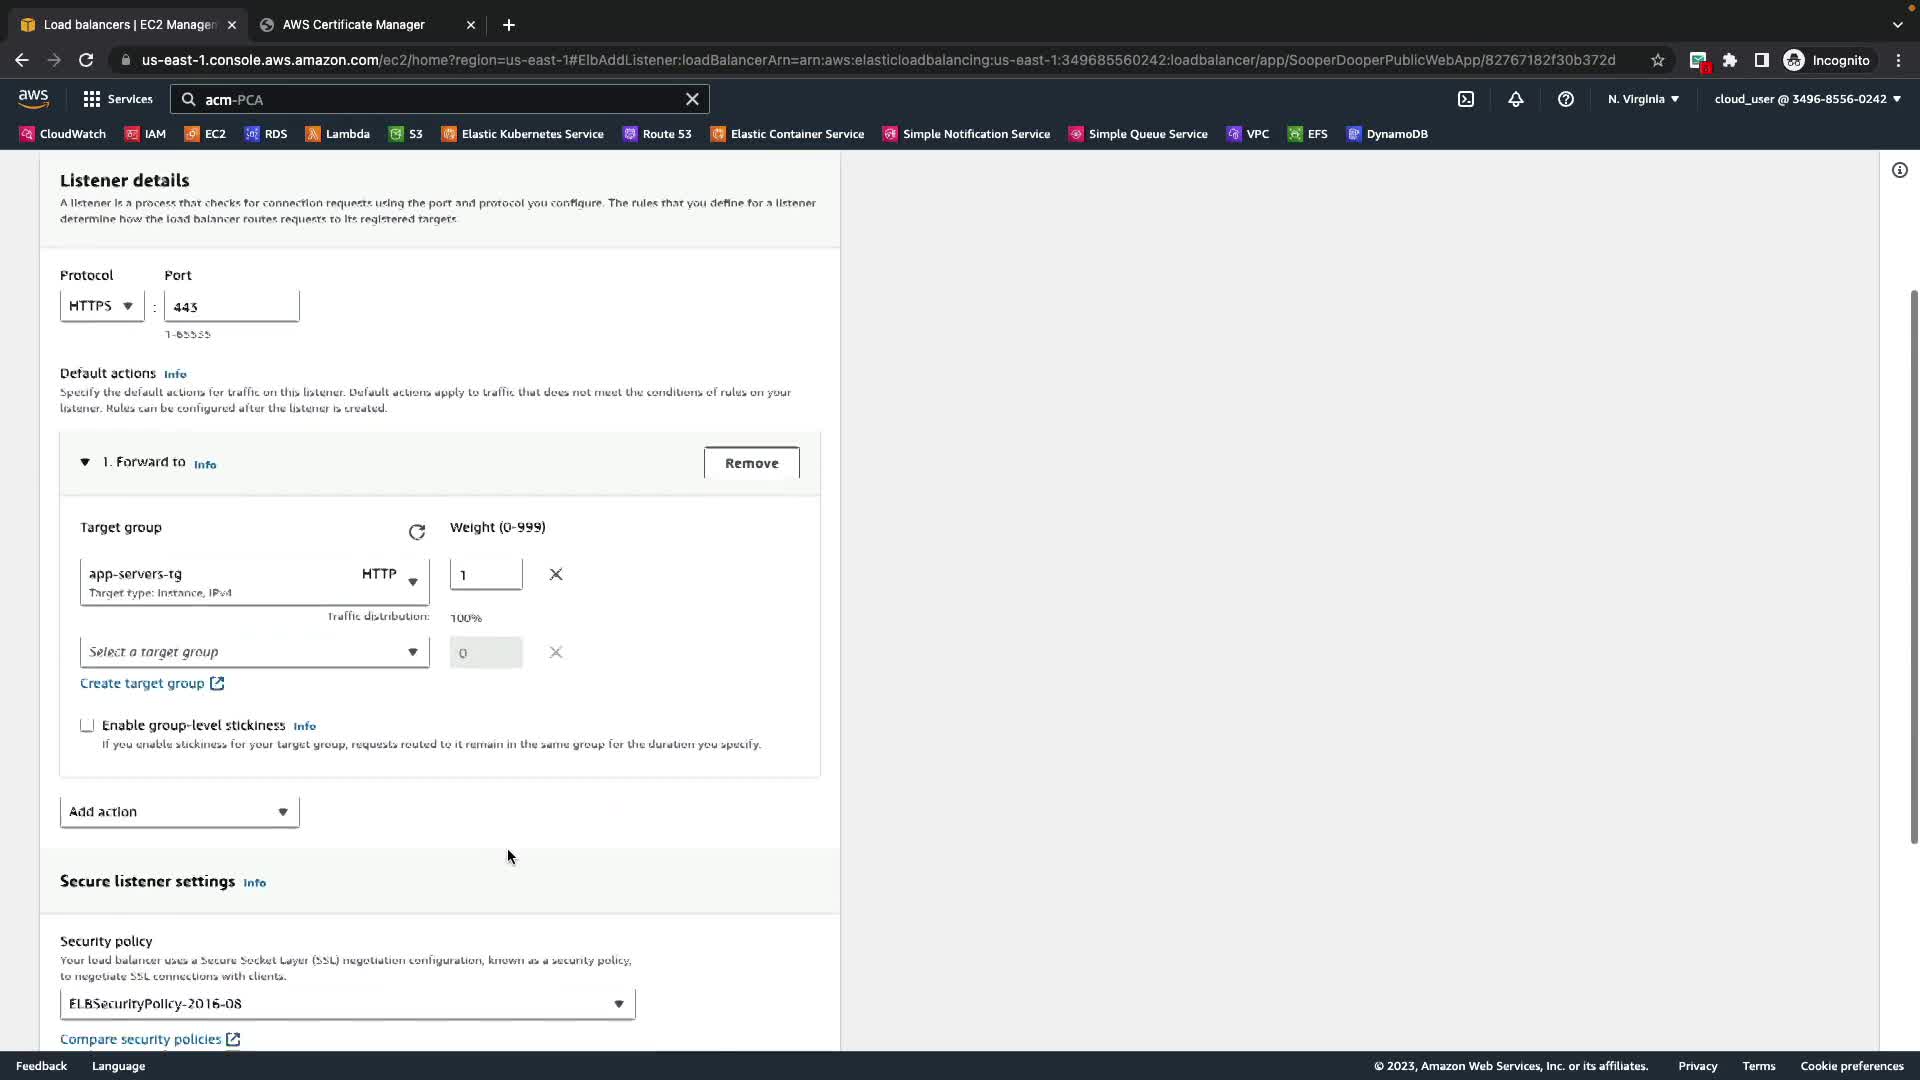 Load balancers | EC2 Manager
AWS Certificate Manager
us-east-1.console.aws.amazon.com/ec2/home?region=us-east-1#ElbAddListener:loadBalancerArn=arn:aws:elasticloadbalancing:us-east-1:349685560242:loadbalancer/app/SooperDooperPublicWebApp/82767182f30b372d
Incognito
aws
Services
acm-PCA
N. Virginia
cloud_user @ 3496-8556-0242
CloudWatch
IAM
EC2
RDS
Lambda
S3
Elastic Kubernetes Service
Route 53
Elastic Container Service
Simple Notification Service
Simple Queue Service
VPC
EFS
DynamoDB
Listener details
A listener is a process that checks for connection requests using the port and protocol you configure. The rules that you define for a listener
determine how the load balancer routes requests to its registered targets.
Protocol
Port
HTTPS
:
443
1-65535
Default actions Info
Specify the default actions for traffic on this listener. Default actions apply to traffic that does not meet the conditions of rules on your
listener. Rules can be configured after the listener is created.
1. Forward to Info
Remove
Target group
Weight (0-999)
app-servers-tg
HTTP
Target type: Instance, IPv4
1
Traffic distribution:
100%
Select a target group
0
Create target group
Enable group-level stickiness Info
If you enable stickiness for your target group, requests routed to it remain in the same group for the duration you specify.
Add action
Secure listener settings Info
Security policy
Your load balancer uses a Secure Socket Layer (SSL) negotiation configuration, known as a security policy,
to negotiate SSL connections with clients.
ELBSecurityPolicy-2016-08
Compare security policies
Feedback
Language
© 2023, Amazon Web Services, Inc. or its affiliates.
Privacy
Terms
Cookie preferences